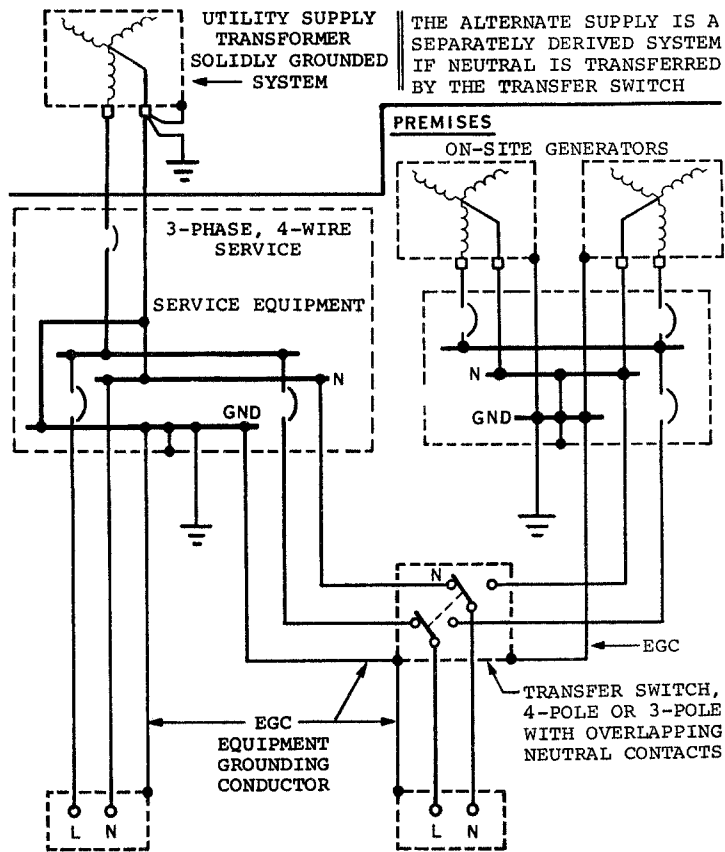 UTILITY SUPPLY
TRANSFORMER
SOLIDLY GROUNDED
SYSTEM
THE ALTERNATE SUPPLY IS A
SEPARATELY DERIVED SYSTEM
IF NEUTRAL IS TRANSFERRED
BY THE TRANSFER SWITCH
PREMISES
ON-SITE GENERATORS
3-PHASE, 4-WIRE
SERVICE
SERVICE EQUIPMENT
N
GND
N
GND
N
EGC
TRANSFER SWITCH,
4-POLE OR 3-POLE
WITH OVERLAPPING
NEUTRAL CONTACTS
EGC
EQUIPMENT
GROUNDING
CONDUCTOR
L N
L N